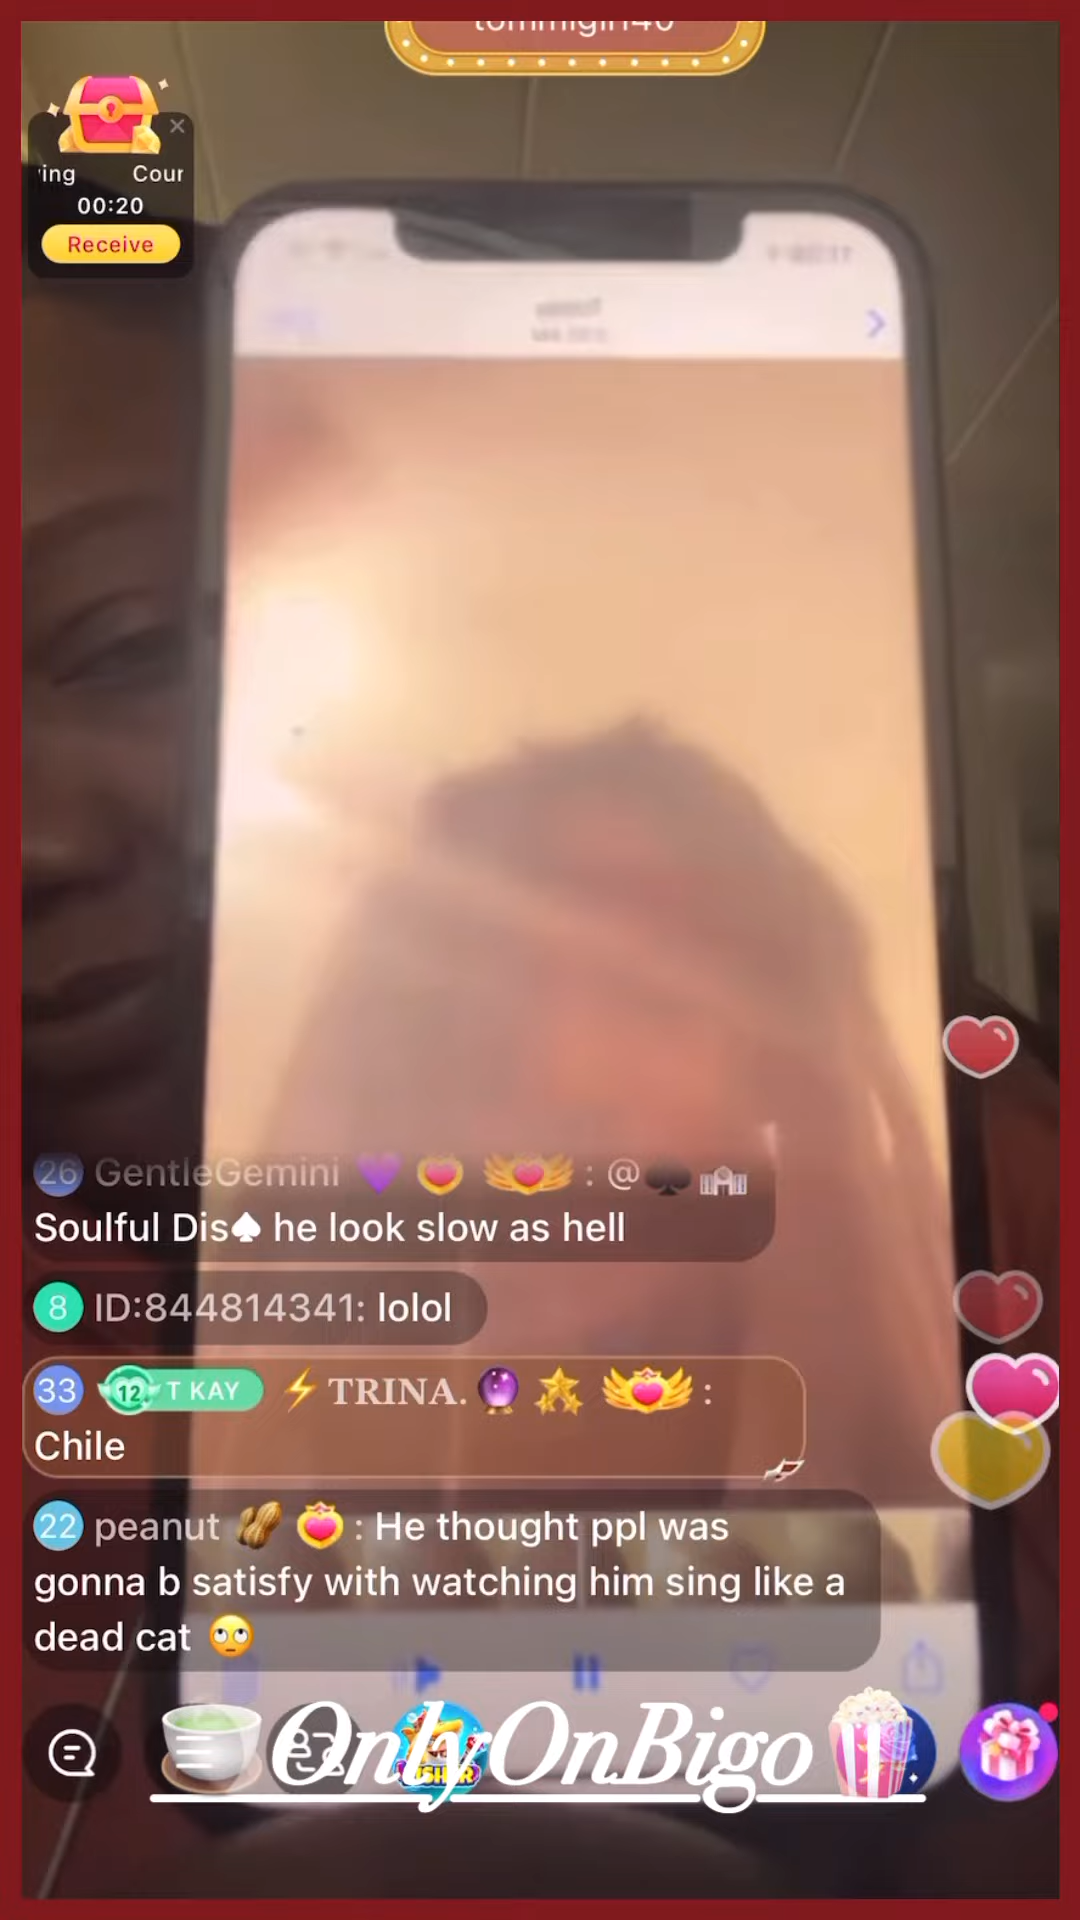 tommigirl40
ing Cour
00:20
Receive
26 GentleGemini 💜 : @♠️
Soulful Dis♠ he look slow as hell
8 ID:844814341: lolol
33 12 T KAY ⚡ TRINA. 🔮 :
Chile
22 peanut 🥜 : He thought ppl was
gonna b satisfy with watching him sing like a
dead cat 🙄
OnlyOnBigo